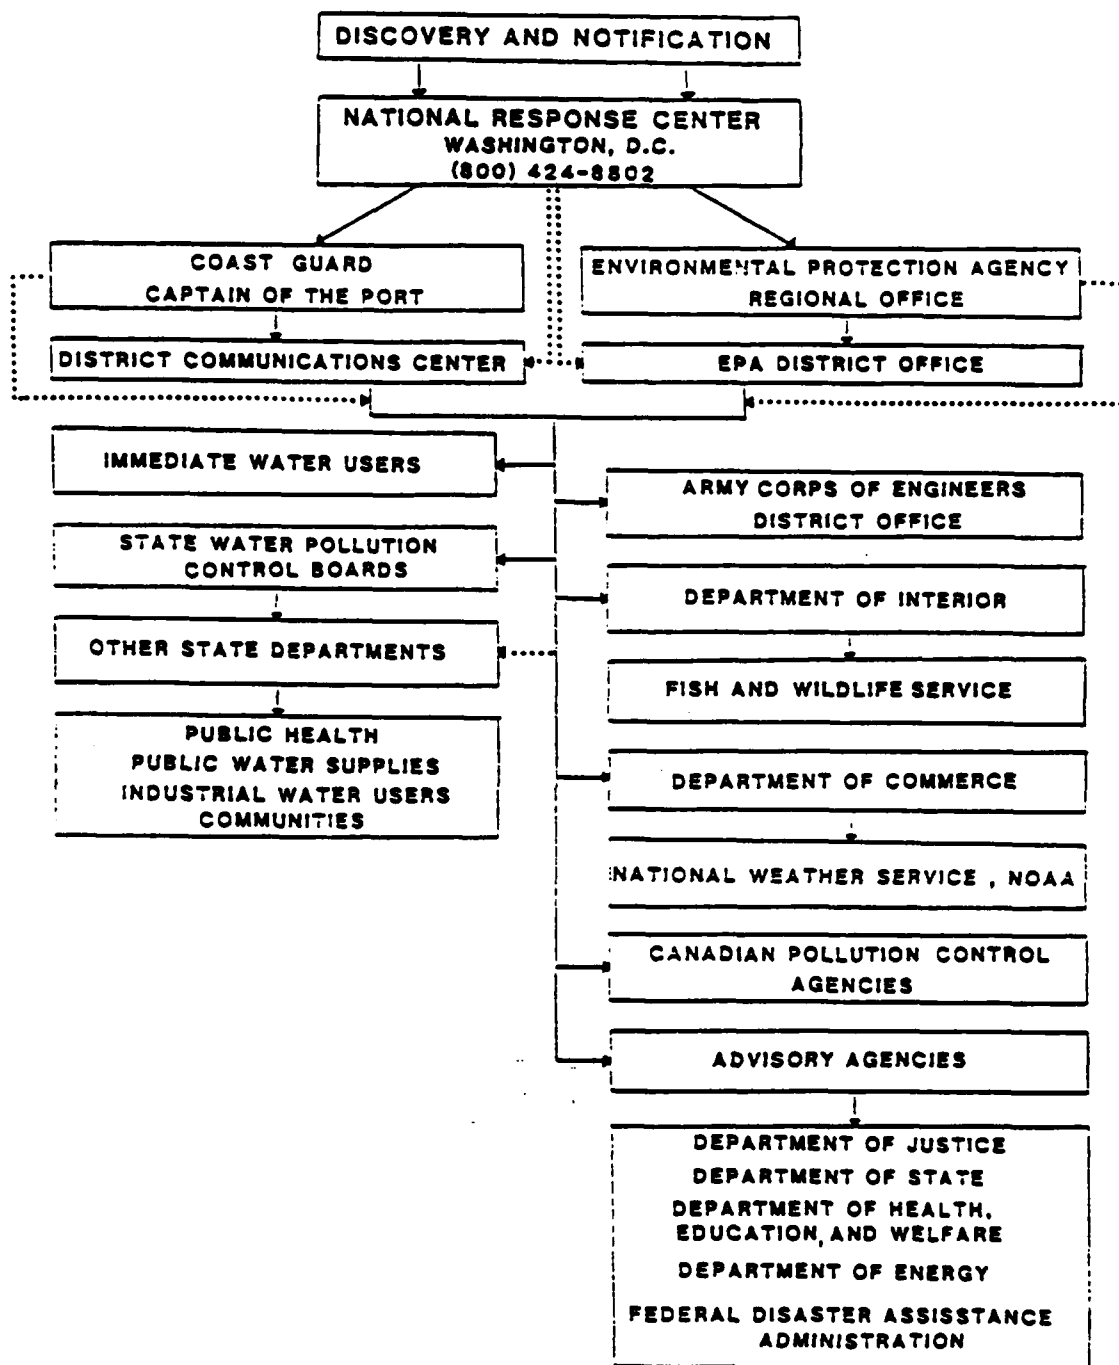 DISCOVERY AND NOTIFICATION
NATIONAL RESPONSE CENTER
WASHINGTON, D.C.
(800) 424-8802
COAST GUARD
CAPTAIN OF THE PORT
ENVIRONMENTAL PROTECTION AGENCY
REGIONAL OFFICE
DISTRICT COMMUNICATIONS CENTER
EPA DISTRICT OFFICE
IMMEDIATE WATER USERS
STATE WATER POLLUTION
CONTROL BOARDS
OTHER STATE DEPARTMENTS
PUBLIC HEALTH
PUBLIC WATER SUPPLIES
INDUSTRIAL WATER USERS
COMMUNITIES
ARMY CORPS OF ENGINEERS
DISTRICT OFFICE
DEPARTMENT OF INTERIOR
FISH AND WILDLIFE SERVICE
DEPARTMENT OF COMMERCE
NATIONAL WEATHER SERVICE , NOAA
CANADIAN POLLUTION CONTROL
AGENCIES
ADVISORY AGENCIES
DEPARTMENT OF JUSTICE
DEPARTMENT OF STATE
DEPARTMENT OF HEALTH,
EDUCATION, AND WELFARE
DEPARTMENT OF ENERGY
FEDERAL DISASTER ASSISSTANCE
ADMINISTRATION